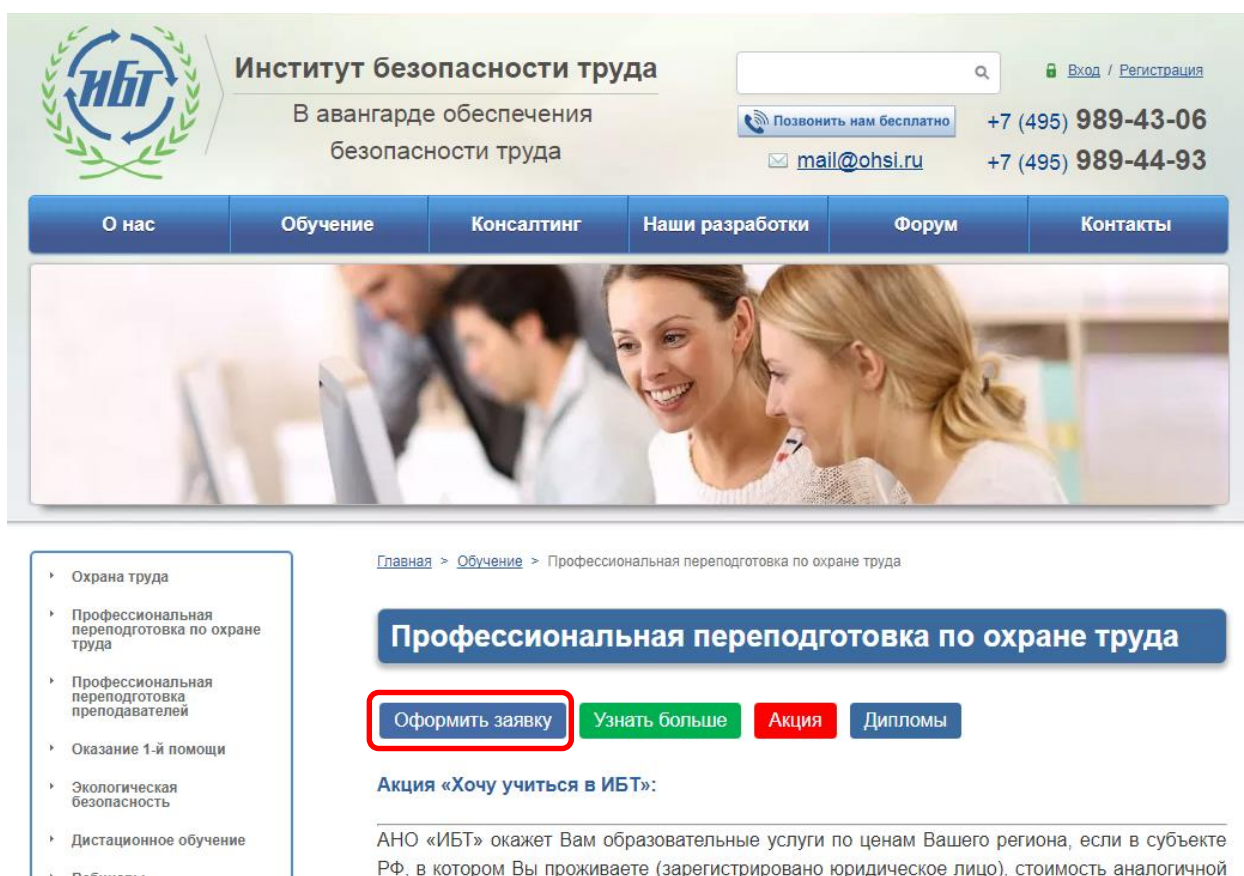 ИБТ
Институт безопасности труда
В авангарде обеспечения
безопасности труда
Вход / Регистрация
Позвонить нам бесплатно
+7 (495) 989-43-06
mail@ohsi.ru
+7 (495) 989-44-93
О нас
Обучение
Консалтинг
Наши разработки
Форум
Контакты
Охрана труда
Профессиональная
переподготовка по охране
труда
Профессиональная
переподготовка
преподавателей
Оказание 1-й помощи
Экологическая
безопасность
Дистационное обучение
Главная > Обучение > Профессиональная переподготовка по охране труда
Профессиональная переподготовка по охране труда
Оформить заявку
Узнать больше
Акция
Дипломы
Акция «Хочу учиться в ИБТ»:
АНО «ИБТ» окажет Вам образовательные услуги по ценам Вашего региона, если в субъекте
РФ, в котором Вы проживаете (зарегистрировано юридическое лицо), стоимость аналогичной